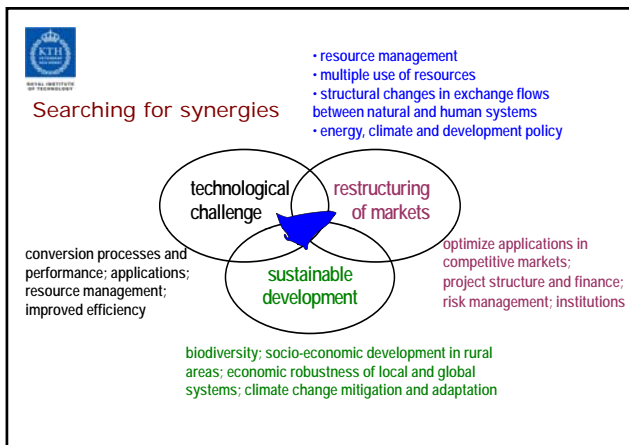 KTH
ROYAL INSTITUTE
OF TECHNOLOGY
Searching for synergies
• resource management
• multiple use of resources
• structural changes in exchange flows
between natural and human systems
• energy, climate and development policy
technological
challenge
restructuring
of markets
sustainable
development
conversion processes and
performance; applications;
resource management;
improved efficiency
optimize applications in
competitive markets;
project structure and finance;
risk management; institutions
biodiversity; socio-economic development in rural
areas; economic robustness of local and global
systems; climate change mitigation and adaptation